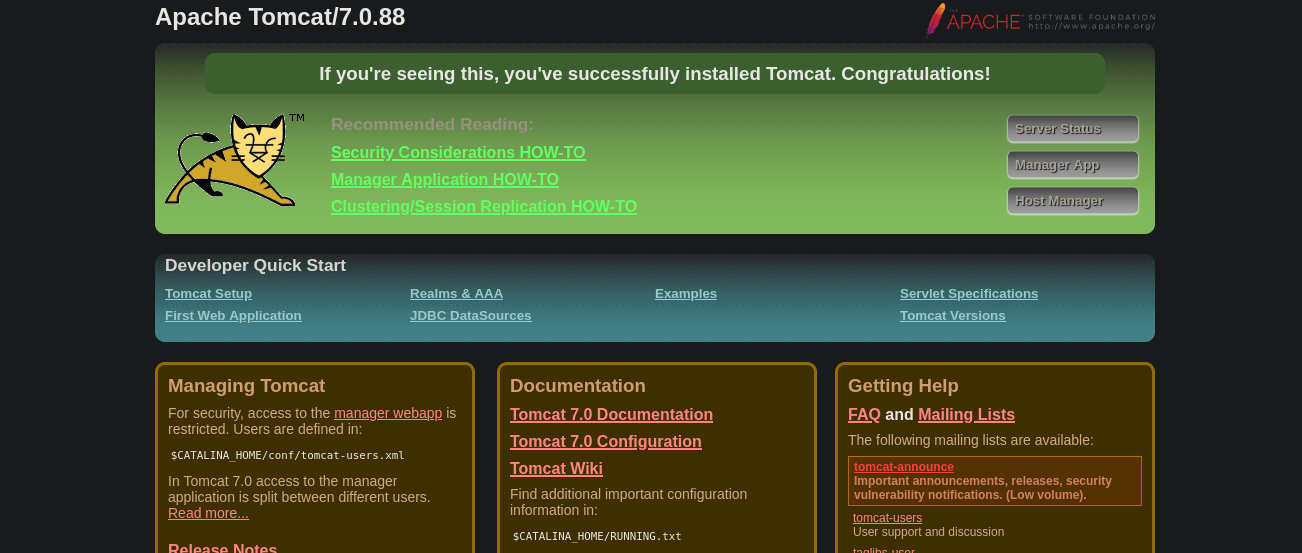 Apache Tomcat/7.0.88
THE
APACHE SOFTWARE FOUNDATION
http://www.apache.org/
If you're seeing this, you've successfully installed Tomcat. Congratulations!
TM
Recommended Reading:
Security Considerations HOW-TO
Manager Application HOW-TO
Clustering/Session Replication HOW-TO
Server Status
Manager App
Host Manager
Developer Quick Start
Tomcat Setup
First Web Application
Realms & AAA
JDBC DataSources
Examples
Servlet Specifications
Tomcat Versions
Managing Tomcat
For security, access to the manager webapp is
restricted. Users are defined in:
$CATALINA_HOME/conf/tomcat-users.xml
In Tomcat 7.0 access to the manager
application is split between different users.
Read more...
Release Notes
Documentation
Tomcat 7.0 Documentation
Tomcat 7.0 Configuration
Tomcat Wiki
Find additional important configuration
information in:
$CATALINA_HOME/RUNNING.txt
Getting Help
FAQ and Mailing Lists
The following mailing lists are available:
tomcat-announce
Important announcements, releases, security
vulnerability notifications. (Low volume).
tomcat-users
User support and discussion
taglibs-user